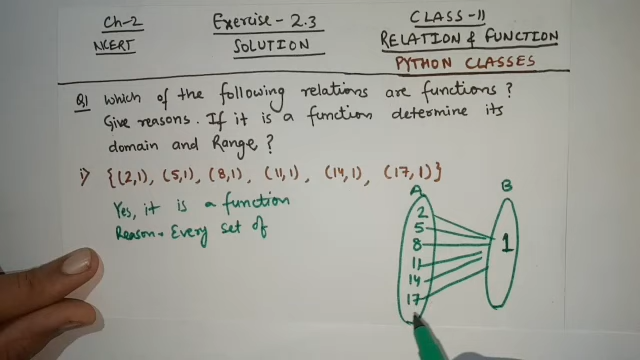 Ch-2 Exercise - 2.3 CLASS-11
NCERT SOLUTION RELATION & FUNCTION
PYTHON CLASSES
Q.1 Which of the following relations are functions?
Give reasons. If it is a function determine its
domain and Range?
i) {(2,1), (5,1), (8,1), (11,1), (14,1), (17,1)}
Yes, it is a function
Reason→ Every set of
A B
2
5
8
11
14
17
1